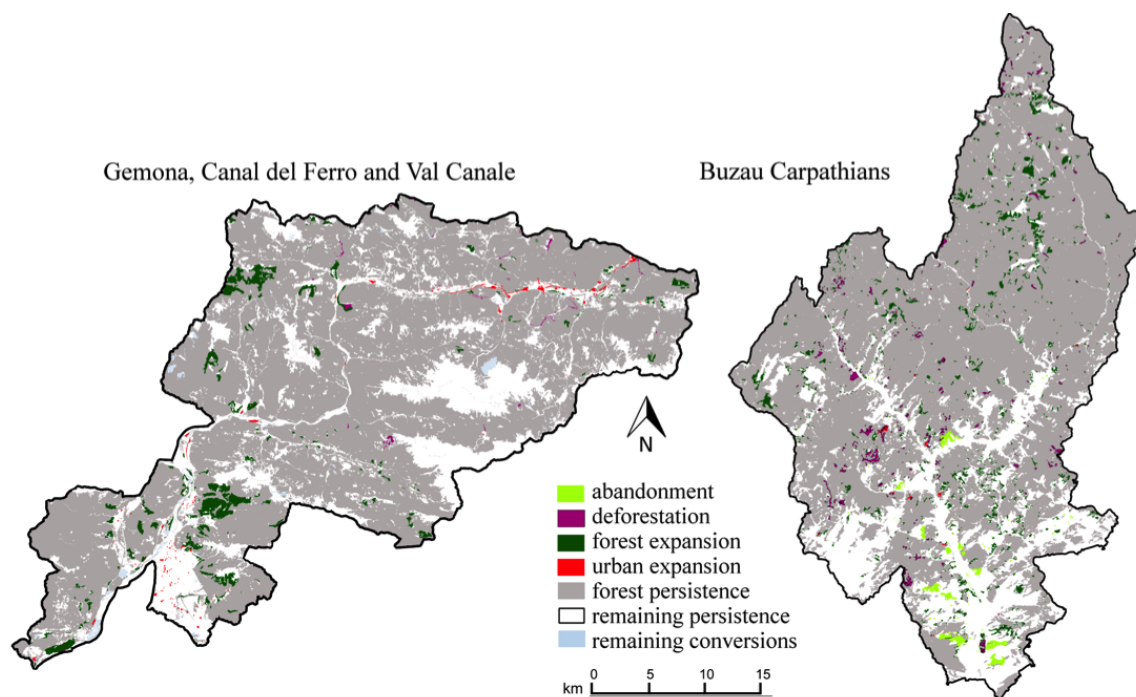 Gemona, Canal del Ferro and Val Canale
Buzau Carpathians
N
abandonment
deforestation
forest expansion
urban expansion
forest persistence
remaining persistence
remaining conversions
km 0 5 10 15